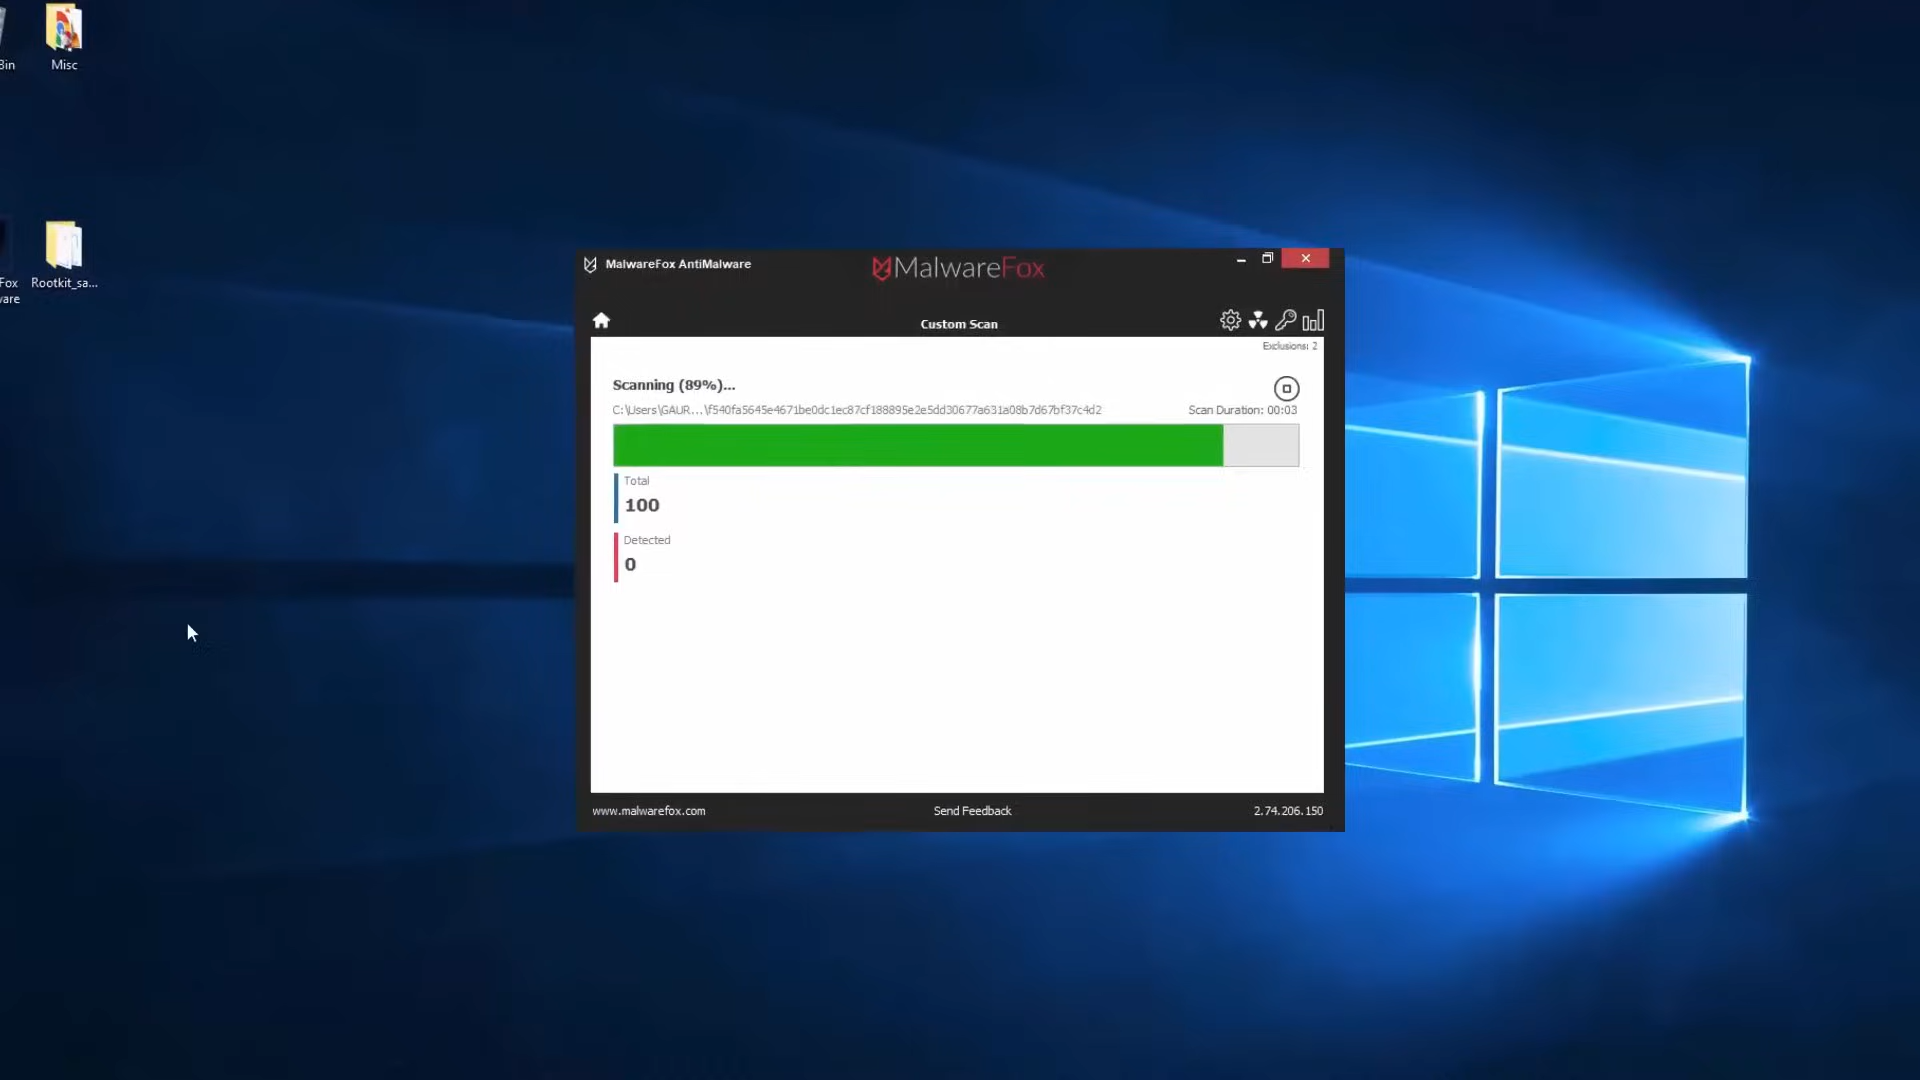 Bin
Misc
Fox
ware
Rootkit_sa...
MalwareFox AntiMalware
MalwareFox
Custom Scan
Exclusions: 2
Scanning (89%)...
C:\Users\GAUR...\f540fa5645e4671be0dc1ec87cf188895e2e5dd30677a631a08b7d67bf37c4d2
Scan Duration: 00:03
Total
100
Detected
0
www.malwarefox.com
Send Feedback
2.74.206.150